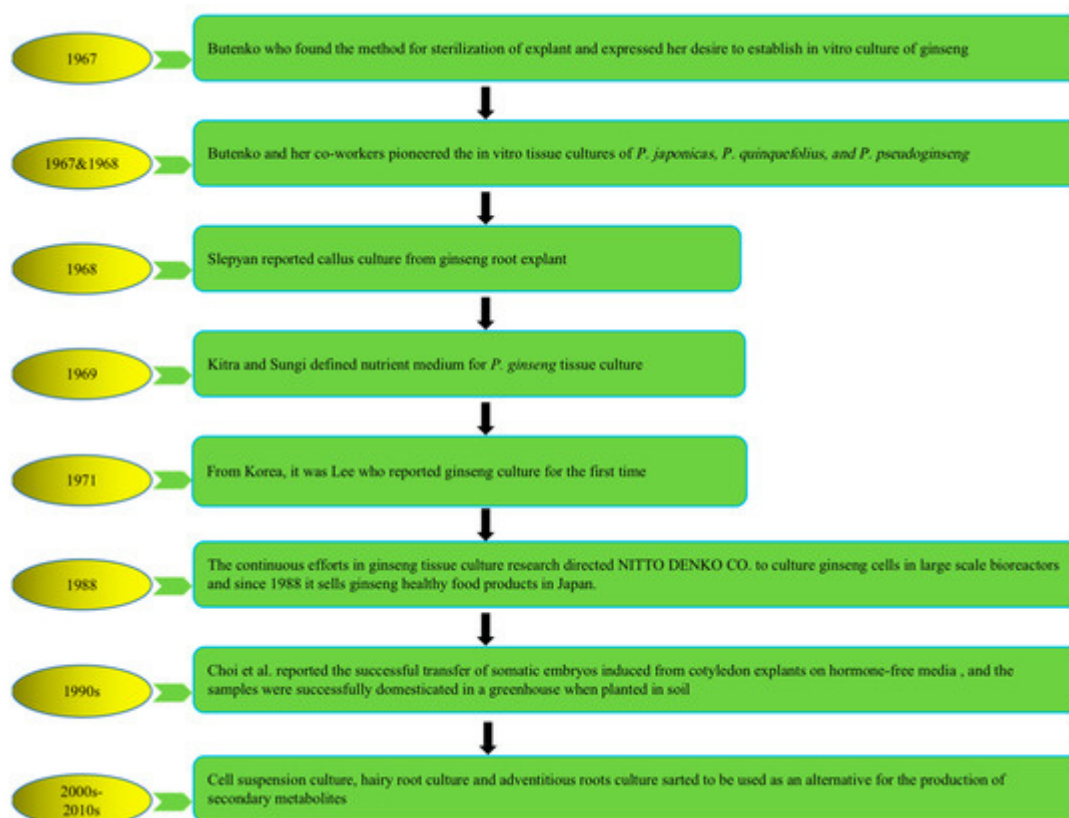 1967
Butenko who found the method for sterilization of explant and expressed her desire to establish in vitro culture of ginseng
1967&1968
Butenko and her co-workers pioneered the in vitro tissue cultures of P. japonicas, P. quinquefolius, and P. pseudoginseng
1968
Slepyan reported callus culture from ginseng root explant
1969
Kitra and Sungi defined nutrient medium for P. ginseng tissue culture
1971
From Korea, it was Lee who reported ginseng culture for the first time
1988
The continuous efforts in ginseng tissue culture research directed NITTO DENKO CO. to culture ginseng cells in large scale bioreactors
and since 1988 it sells ginseng healthy food products in Japan.
1990s
Choi et al. reported the successful transfer of somatic embryos induced from cotyledon explants on hormone-free media , and the
samples were successfully domesticated in a greenhouse when planted in soil
2000s-
2010s
Cell suspension culture, hairy root culture and adventitious roots culture sarted to be used as an alternative for the production of
secondary metabolites